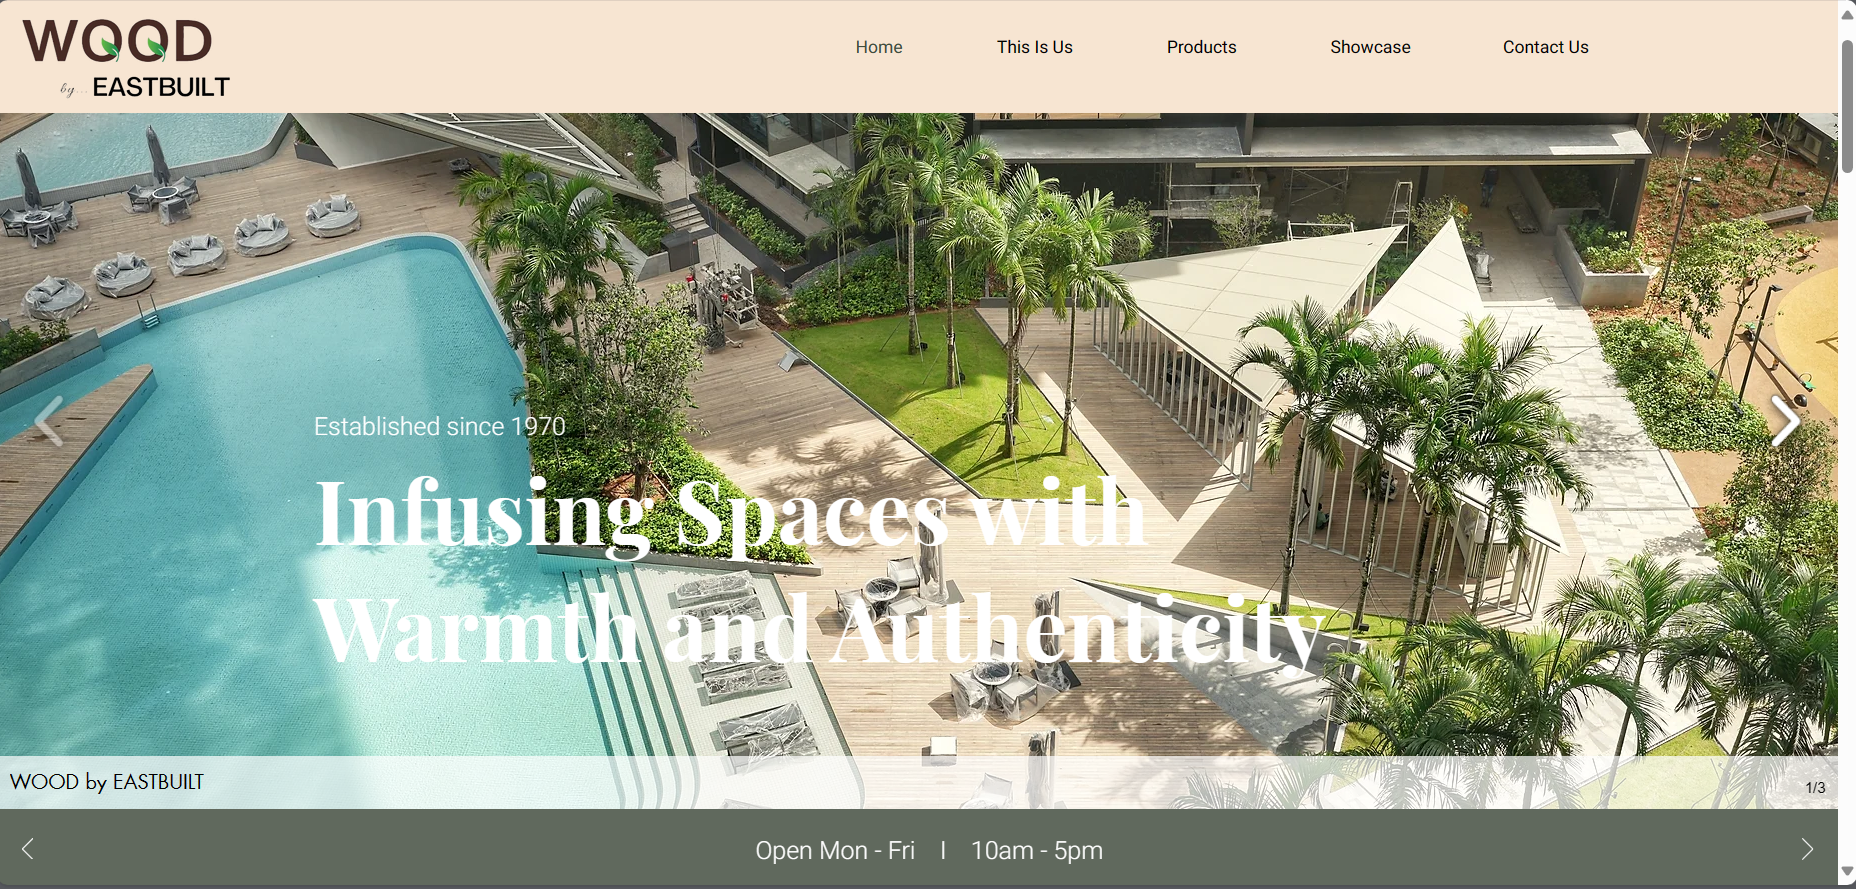 WOOD
by... EASTBUILT
Home This Is Us Products Showcase Contact Us
Established since 1970
Infusing Spaces with
Warmth and Authenticity
WOOD by EASTBUILT
1/3
Open Mon - Fri I 10am - 5pm